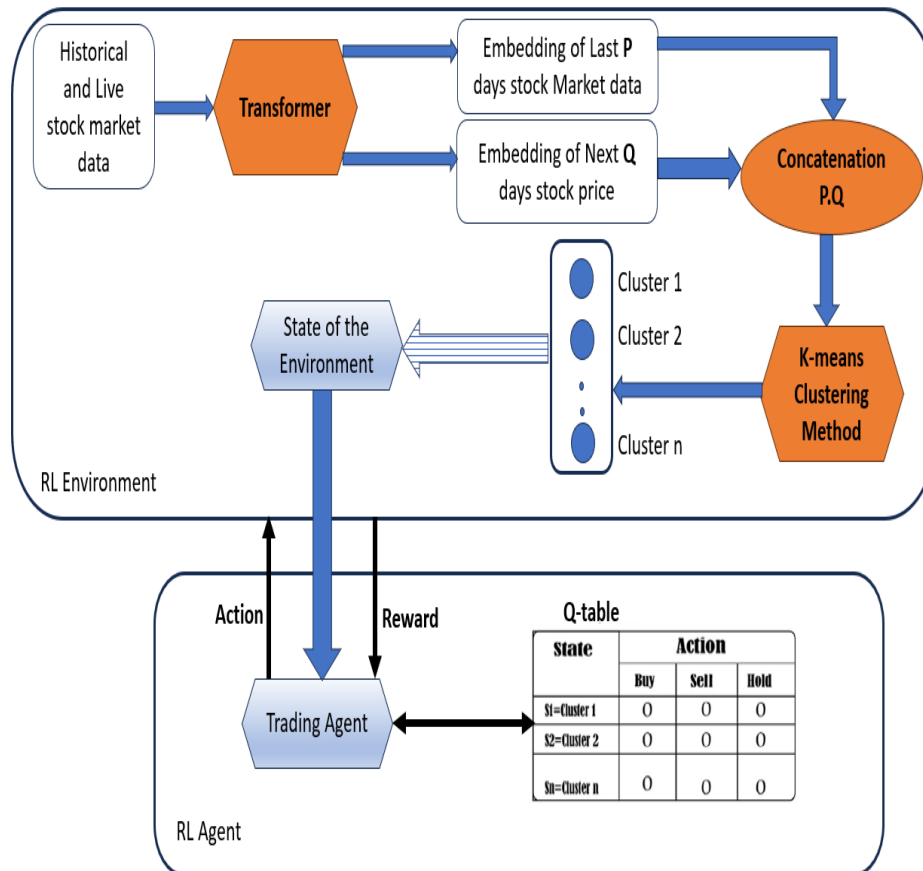 Historical
and Live
stock market
data
Transformer
Embedding of Last P
days stock Market data
Embedding of Next Q
days stock price
Concatenation
P.Q
Cluster 1
Cluster 2
Cluster n
K-means
Clustering
Method
State of the
Environment
RL Environment
Action
Reward
Trading Agent
Q-table
State Action
Buy Sell Hold
S1=Cluster 1 0 0 0
S2=Cluster 2 0 0 0
Sn=Cluster n 0 0 0
RL Agent